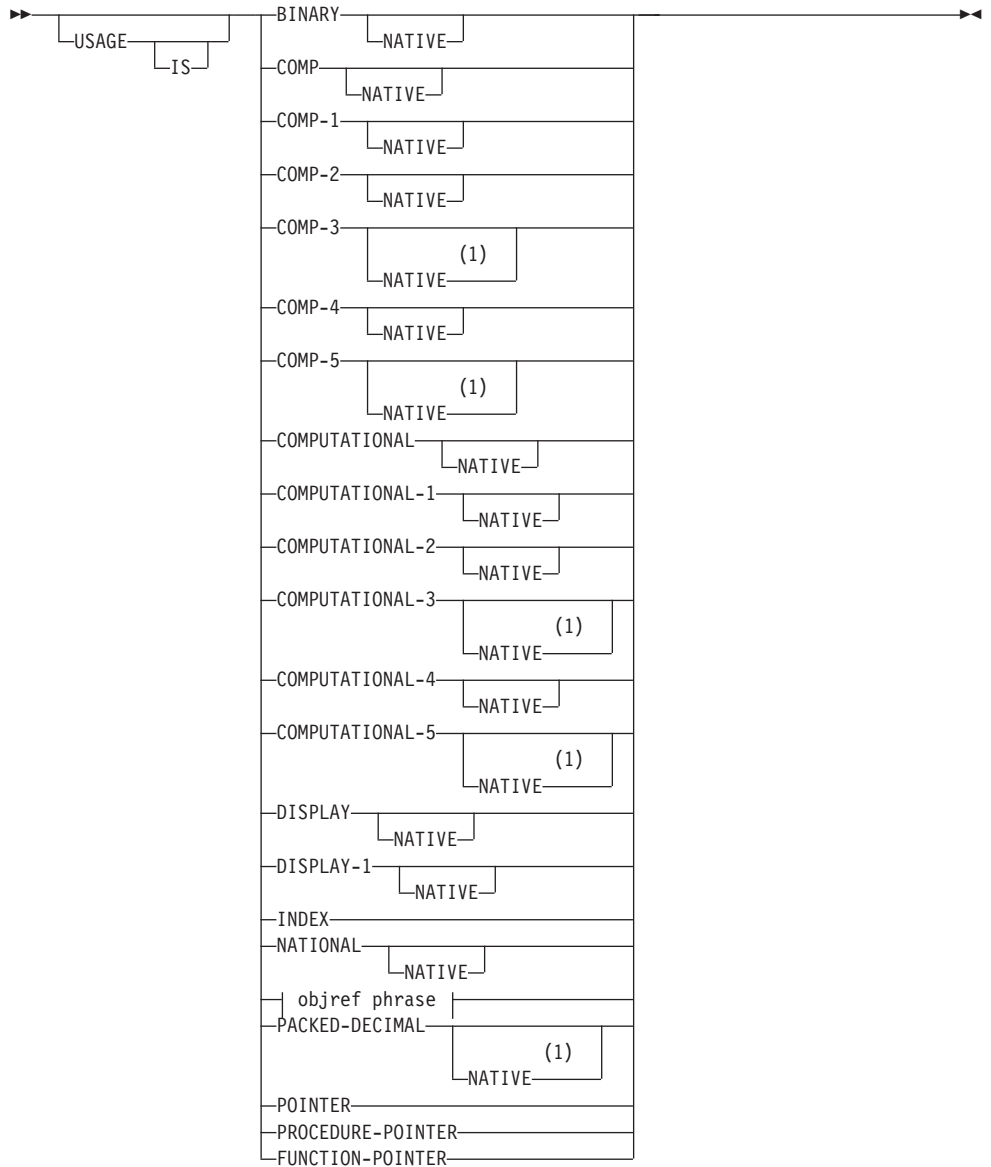 BINARY
USAGE NATIVE
IS COMP
NATIVE
COMP-1
NATIVE
COMP-2
NATIVE
COMP-3
(1)
NATIVE
COMP-4
NATIVE
COMP-5
(1)
NATIVE
COMPUTATIONAL
NATIVE
COMPUTATIONAL-1
NATIVE
COMPUTATIONAL-2
NATIVE
COMPUTATIONAL-3
(1)
NATIVE
COMPUTATIONAL-4
NATIVE
COMPUTATIONAL-5
(1)
NATIVE
DISPLAY
NATIVE
DISPLAY-1
NATIVE
INDEX
NATIONAL
NATIVE
objref phrase
PACKED-DECIMAL
(1)
NATIVE
POINTER
PROCEDURE-POINTER
FUNCTION-POINTER